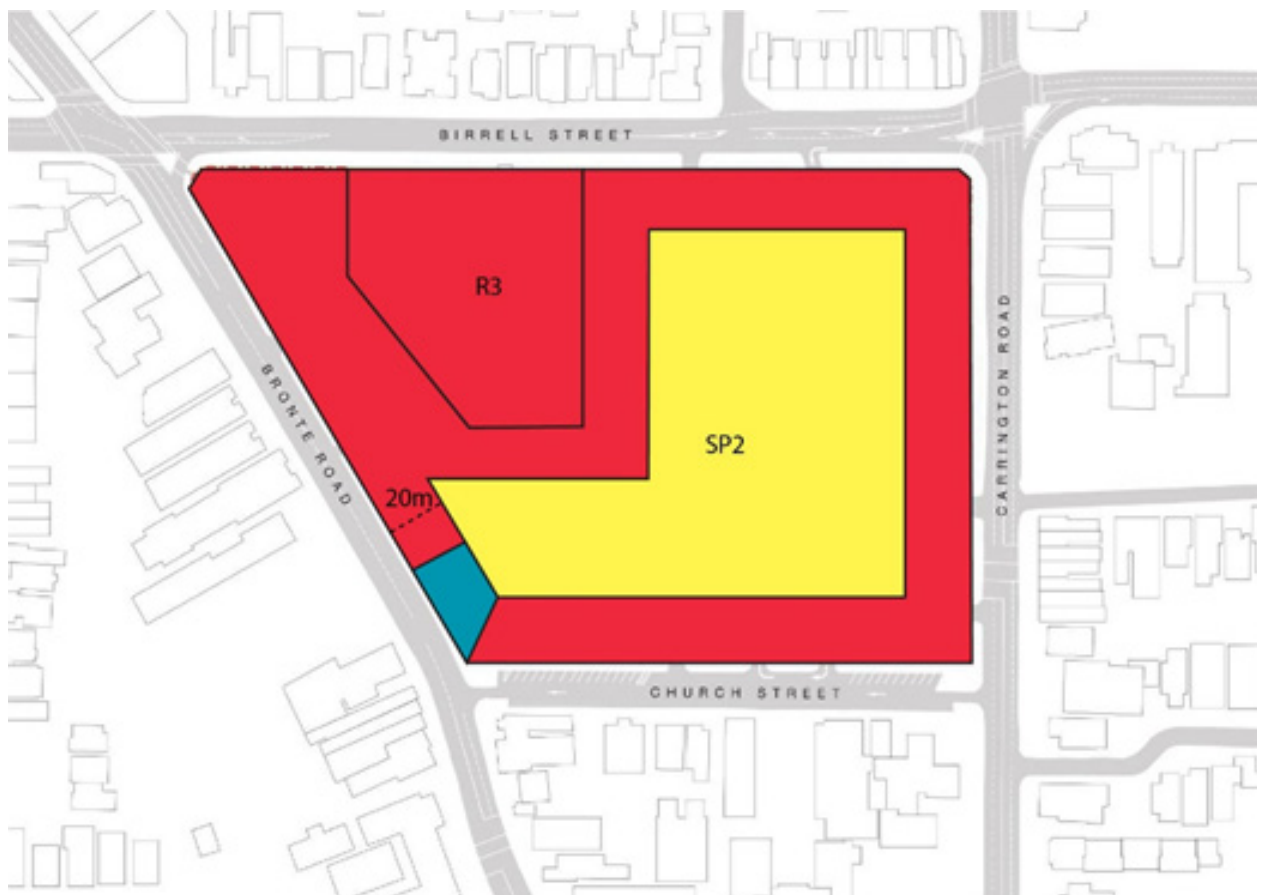 BIRRELL STREET
R3
CARRINGTON ROAD
BRONTE ROAD
SP2
20m
CHURCH STREET